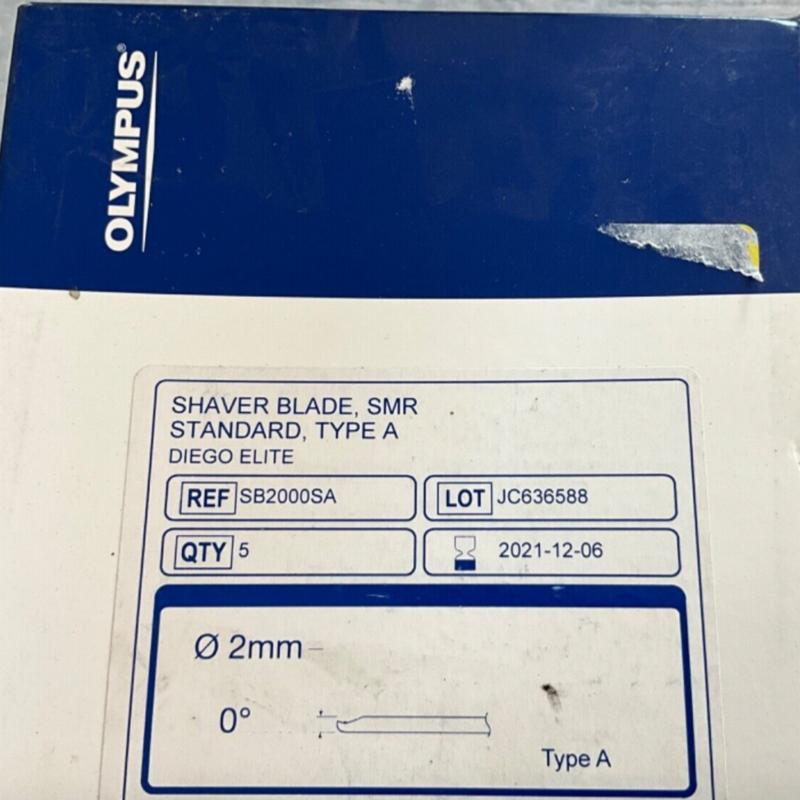 OLYMPUS®
SHAVER BLADE, SMR
STANDARD, TYPE A
DIEGO ELITE
REF SB2000SA
LOT JC636588
QTY 5
2021-12-06
Ø 2mm
0°
Type A